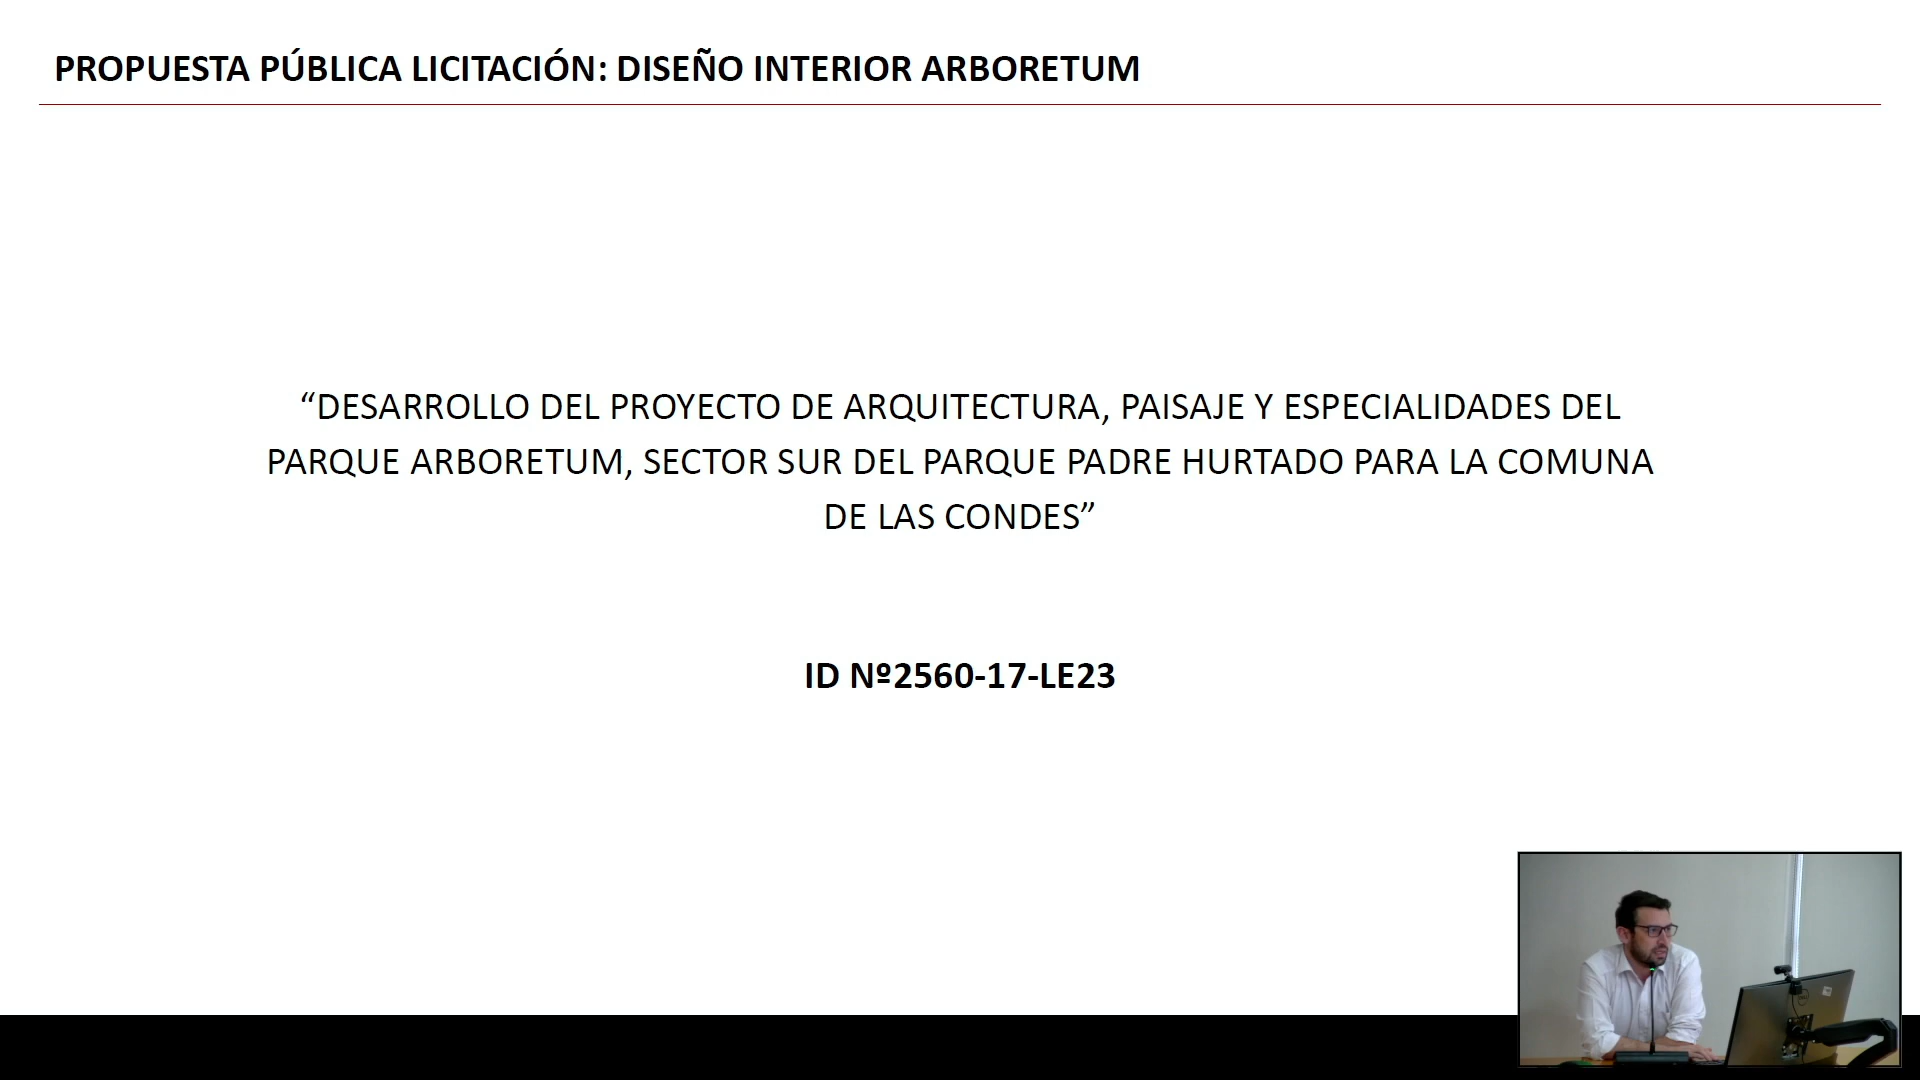 PROPUESTA PÚBLICA LICITACIÓN: DISEÑO INTERIOR ARBORETUM
“DESARROLLO DEL PROYECTO DE ARQUITECTURA, PAISAJE Y ESPECIALIDADES DEL
PARQUE ARBORETUM, SECTOR SUR DEL PARQUE PADRE HURTADO PARA LA COMUNA
DE LAS CONDES”
ID Nº2560-17-LE23